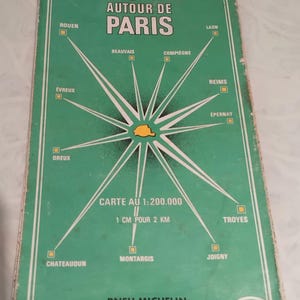 AUTOUR DE
PARIS
ROUEN
LAON
BEAUVAIS
COMPIÈGNE
ÉVREUX
REIMS
ÉPERNAY
DREUX
CARTE AU 1:200.000
1 CM POUR 2 KM
TROYES
CHATEAUDUN
MONTARGIS
JOIGNY
MICHELIN